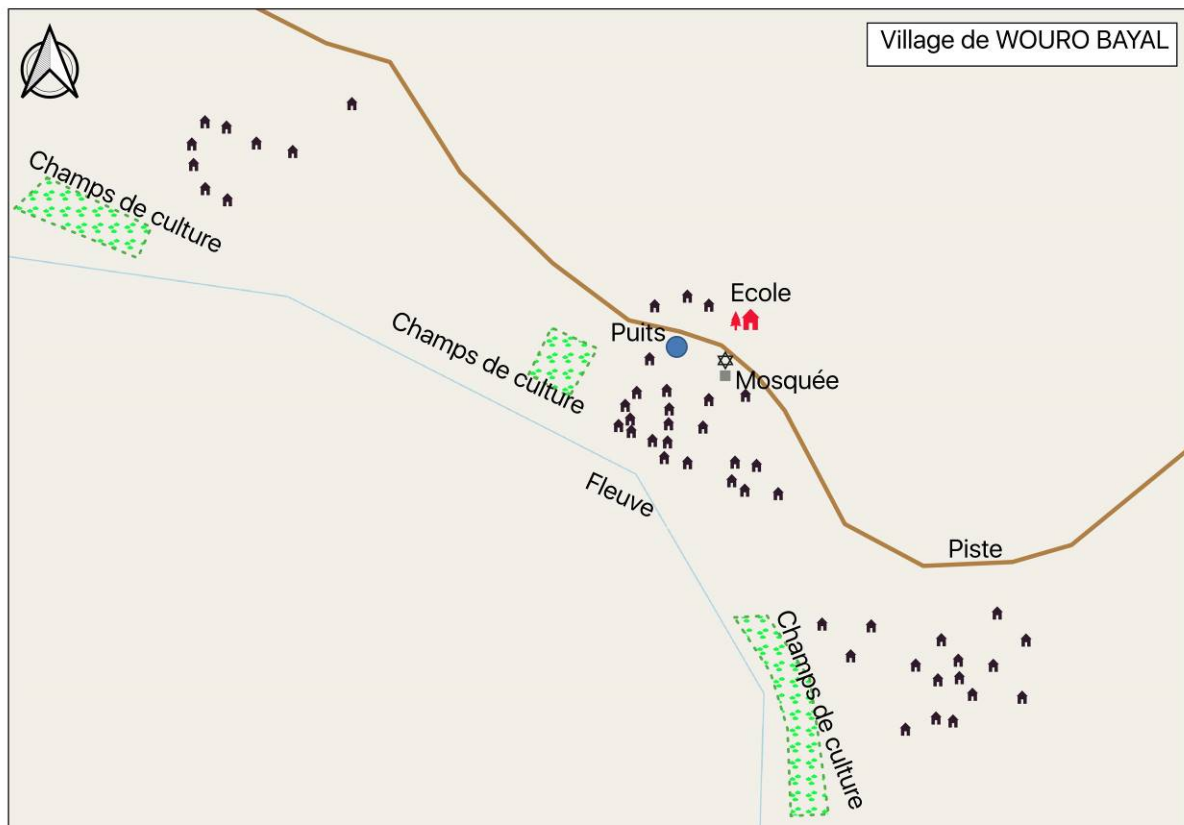 Village de WOURO BAYAL
Champs de culture
Ecole
Puits
Champs de culture
Mosquée
Fleuve
Piste
Champs de culture